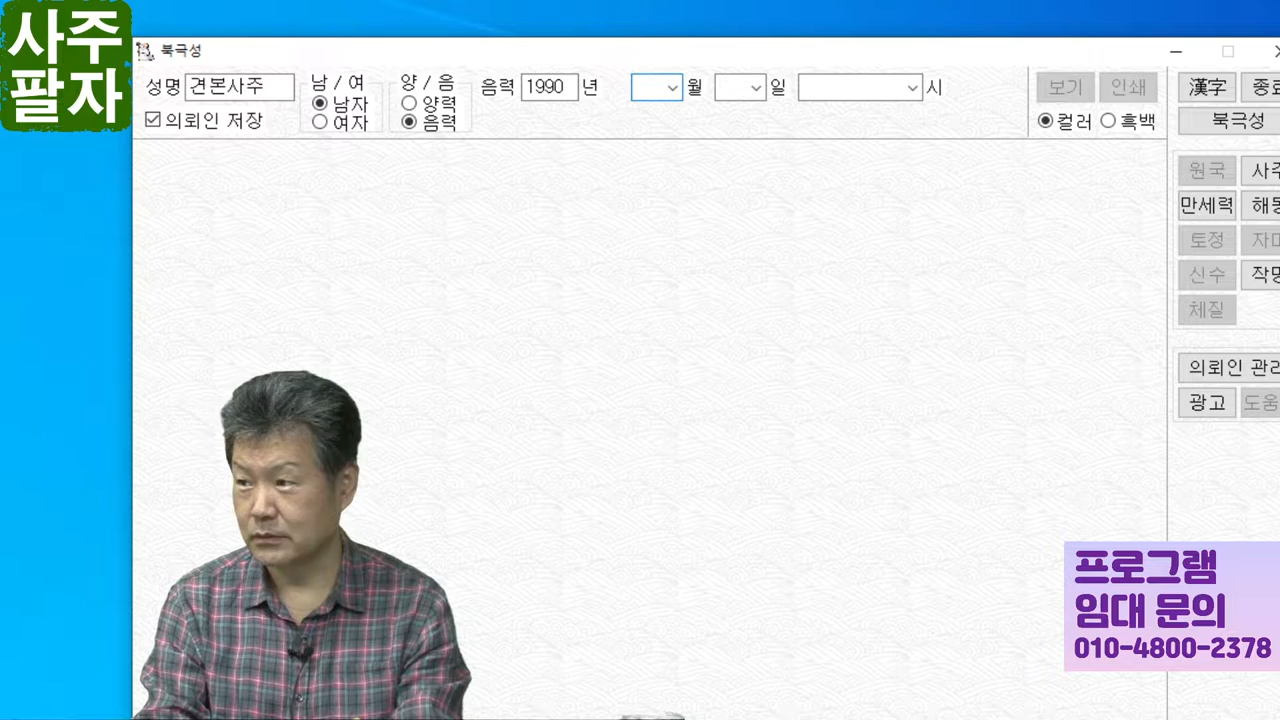 사주
팔자
북극성
성명 견본사주
남 / 여
양 / 음
음력 1990 년 월 일 시
남자
여자
양력
음력
의뢰인 저장
보기 인쇄
컬러 흑백
漢字
북극성
원국
만세력
토정
신수
체질
의뢰인 관리
광고
프로그램
임대 문의
010-4800-2378